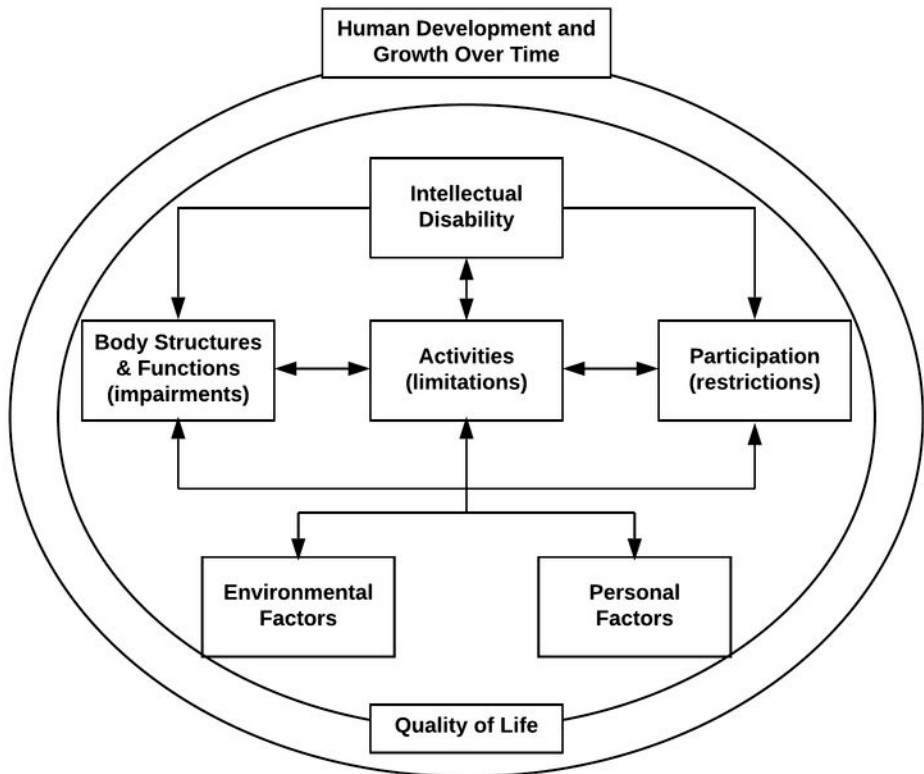 Human Development and
Growth Over Time
Intellectual
Disability
Body Structures
& Functions
(impairments)
Activities
(limitations)
Participation
(restrictions)
Environmental
Factors
Personal
Factors
Quality of Life